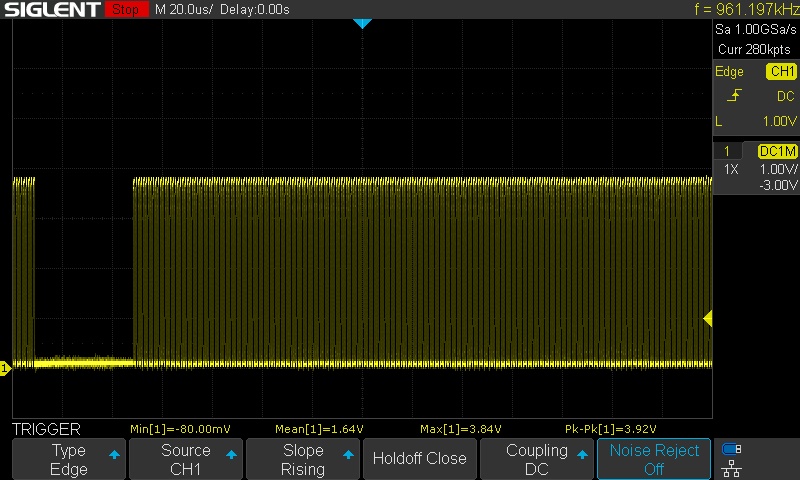 SIGLENT Stop M 20.0us/ Delay:0.00s f = 961.197kHz
Sa 1.00GSa/s
Curr 280kpts
Edge CH1
DC
L 1.00V
1 DC1M
1X 1.00V/
-3.00V
1
TRIGGER Min[1]=-80.00mV Mean[1]=1.64V Max[1]=3.84V Pk-Pk[1]=3.92V
Type Source Slope Holdoff Close Coupling Noise Reject
Edge CH1 Rising DC Off